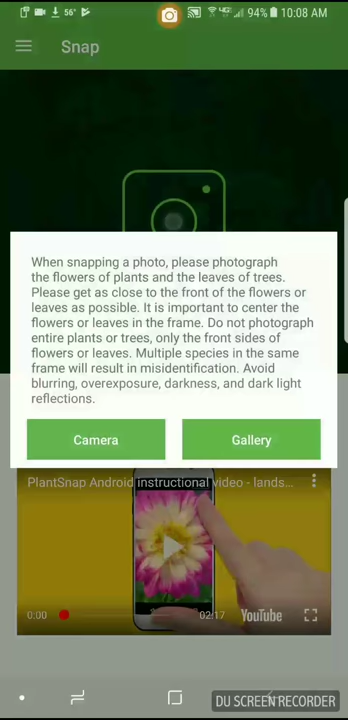 56° 4G 94% 10:08 AM
Snap
When snapping a photo, please photograph
the flowers of plants and the leaves of trees.
Please get as close to the front of the flowers or
leaves as possible. It is important to center the
flowers or leaves in the frame. Do not photograph
entire plants or trees, only the front sides of
flowers or leaves. Multiple species in the same
frame will result in misidentification. Avoid
blurring, overexposure, darkness, and dark light
reflections.
Camera Gallery
PlantSnap Android instructional video - lands...
0:00 02:17 YouTube
DU SCREEN RECORDER